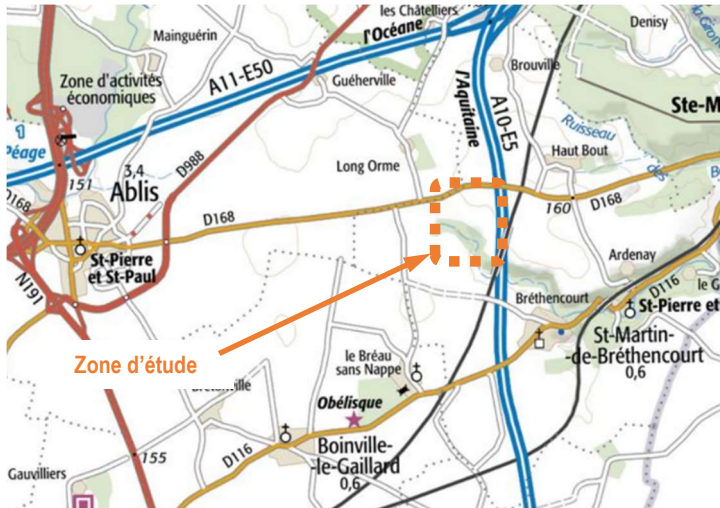 les Châtelliers
Denisy
Mainguérin
l'Océane
A11-E50
Brouville
Zone d'activités
économiques
Guéherville
l'Aquitaine
A10-E5
Ste-M
Ruisseau
des
Péage
Haut Bout
151
3,4
Ablis
D988
Long Orme
D168
D168
160
D168
St-Pierre
et St-Paul
N191
Ardenay
D116
le G
Bréthencourt
St-Pierre et
St-Martin-
-de-Bréthencourt
0,6
Zone d'étude
le Bréau
sans Nappe
Obélisque
D116
Boinville-
-le-Gaillard
0,6
155
Gauvilliers